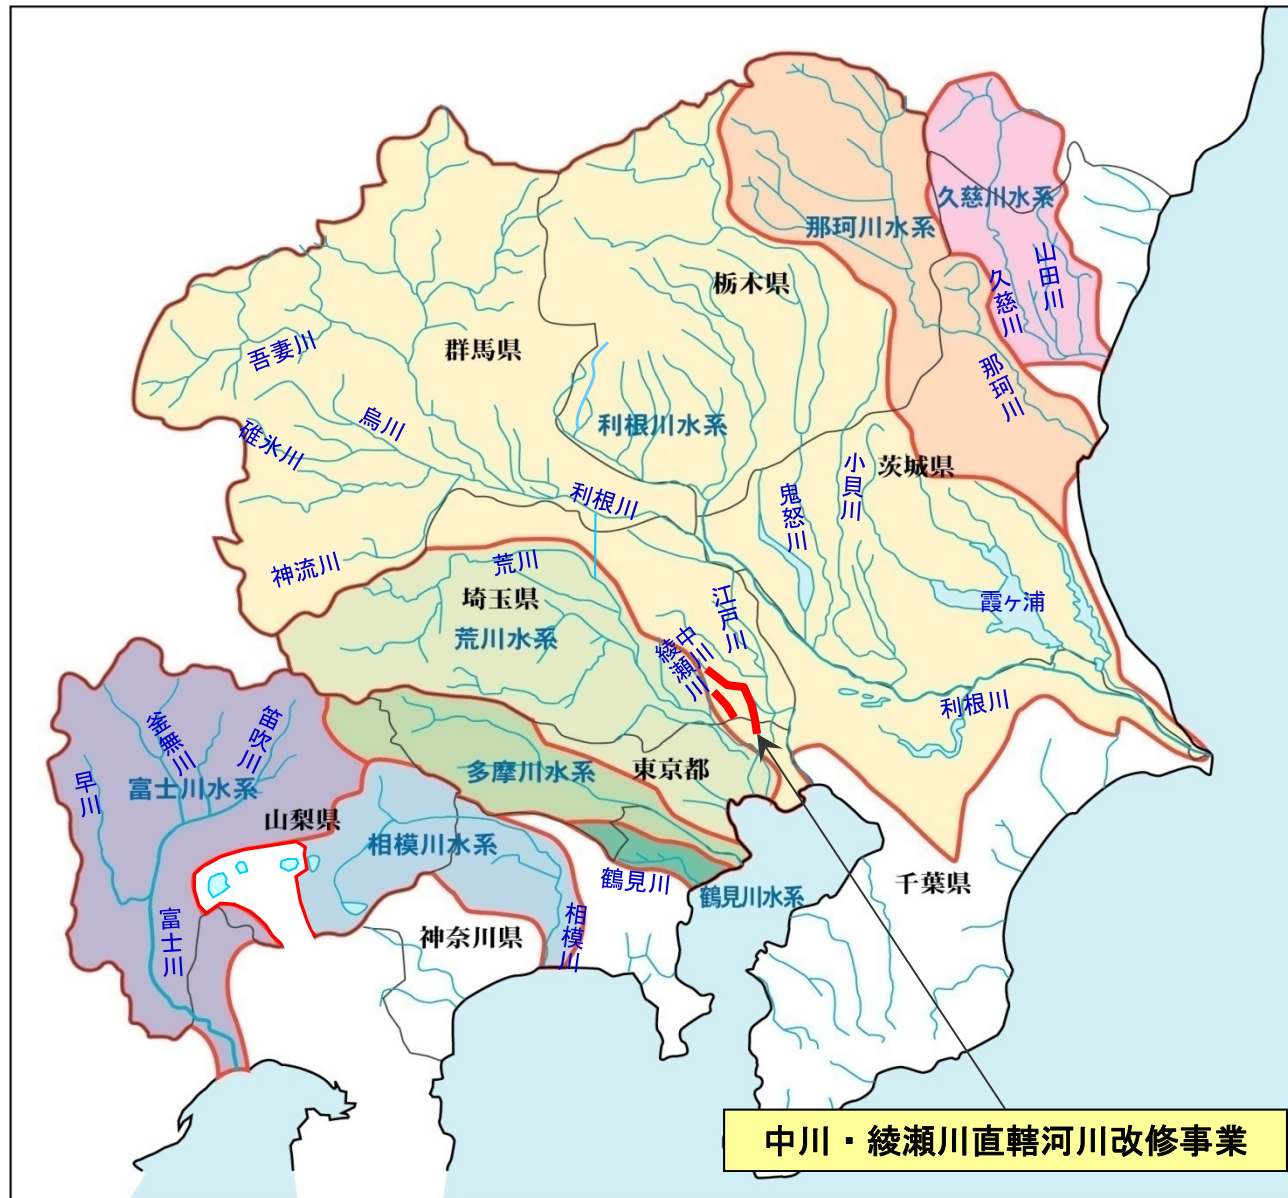 久慈川水系
那珂川水系
山田川
久慈川
栃木県
群馬県
吾妻川
那珂川
烏川
利根川水系
碓氷川
小貝川
茨城県
鬼怒川
利根川
神流川
荒川
埼玉県
江戸川
霞ヶ浦
荒川水系
中川
綾瀬川
利根川
笛吹川
釜無川
早川
富士川水系
多摩川水系
東京都
山梨県
相模川水系
鶴見川
千葉県
鶴見川水系
富士川
相模川
神奈川県
中川・綾瀬川直轄河川改修事業